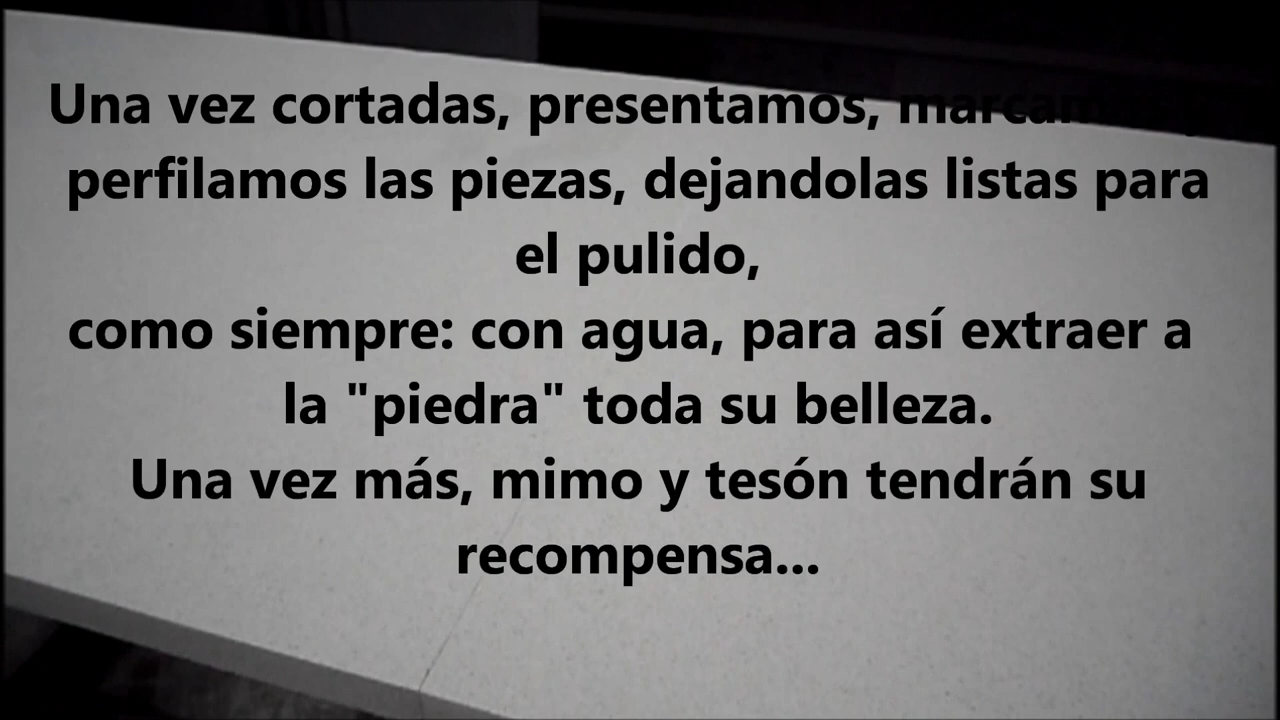 Una vez cortadas, presentamos, marcamos y
perfilamos las piezas, dejandolas listas para
el pulido,
como siempre: con agua, para así extraer a
la "piedra" toda su belleza.
Una vez más, mimo y tesón tendrán su
recompensa...